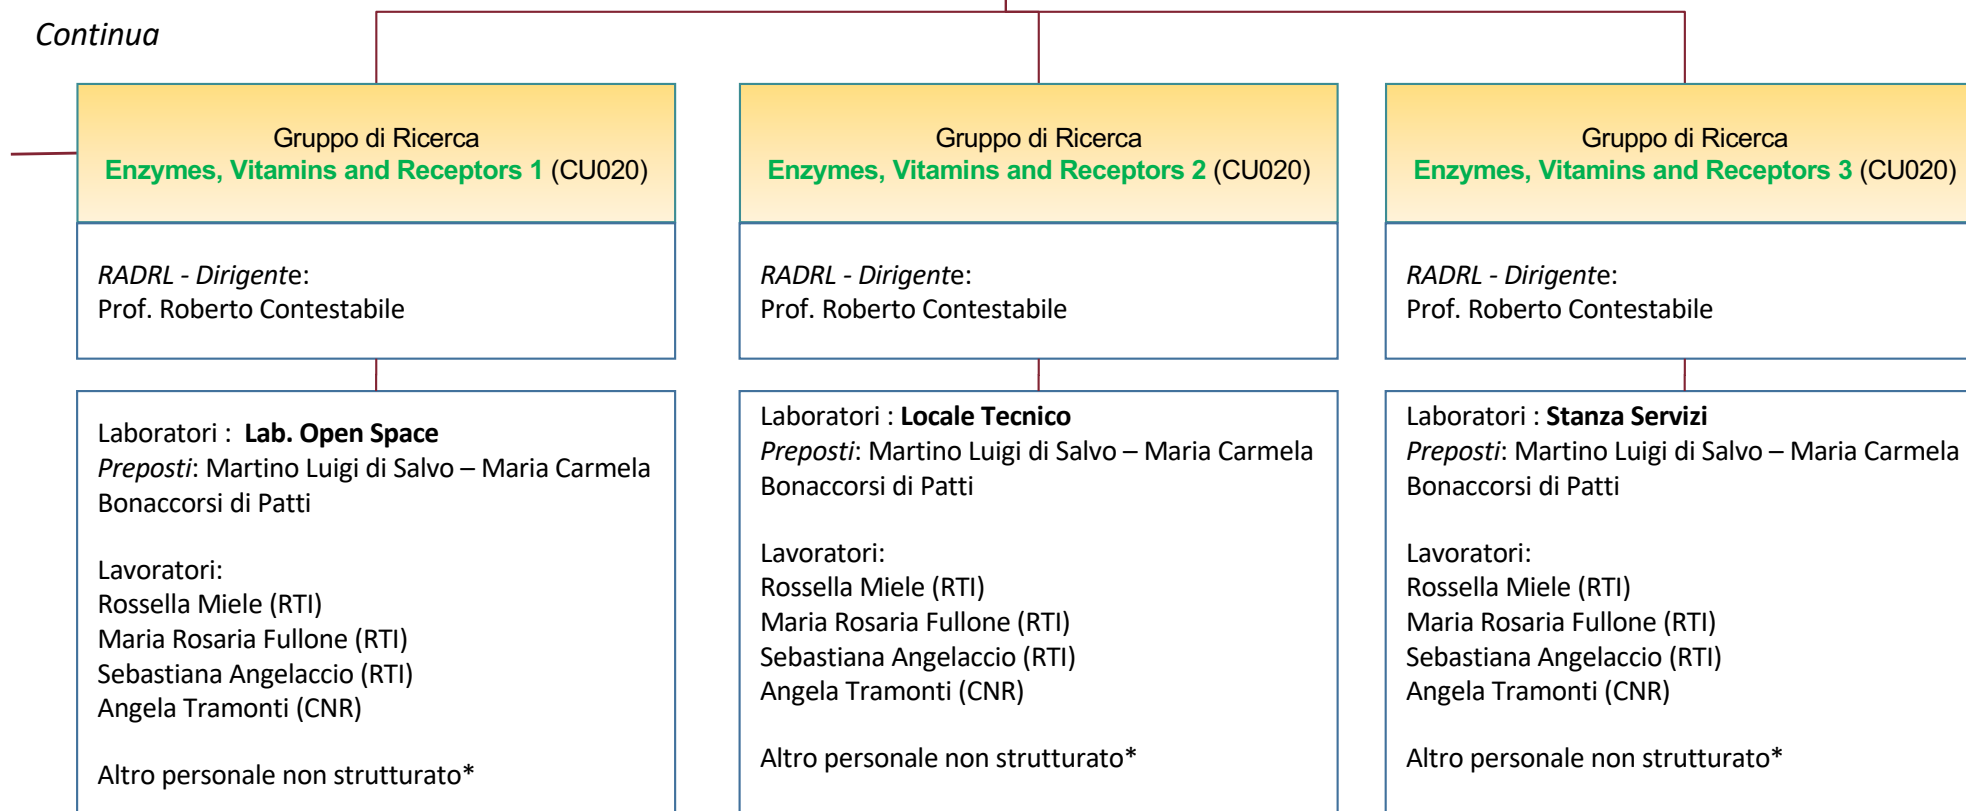 Continua
Gruppo di Ricerca
Enzymes, Vitamins and Receptors 1 (CU020)
RADRL - Dirigente:
Prof. Roberto Contestabile
Laboratori :  Lab. Open Space
Preposti: Martino Luigi di Salvo – Maria Carmela
Bonaccorsi di Patti
Lavoratori:
Rossella Miele (RTI)
Maria Rosaria Fullone (RTI)
Sebastiana Angelaccio (RTI)
Angela Tramonti (CNR)
Altro personale non strutturato*
Gruppo di Ricerca
Enzymes, Vitamins and Receptors 2 (CU020)
RADRL - Dirigente:
Prof. Roberto Contestabile
Laboratori : Locale Tecnico
Preposti: Martino Luigi di Salvo – Maria Carmela
Bonaccorsi di Patti
Lavoratori:
Rossella Miele (RTI)
Maria Rosaria Fullone (RTI)
Sebastiana Angelaccio (RTI)
Angela Tramonti (CNR)
Altro personale non strutturato*
Gruppo di Ricerca
Enzymes, Vitamins and Receptors 3 (CU020)
RADRL - Dirigente:
Prof. Roberto Contestabile
Laboratori : Stanza Servizi
Preposti: Martino Luigi di Salvo – Maria Carmela
Bonaccorsi di Patti
Lavoratori:
Rossella Miele (RTI)
Maria Rosaria Fullone (RTI)
Sebastiana Angelaccio (RTI)
Angela Tramonti (CNR)
Altro personale non strutturato*